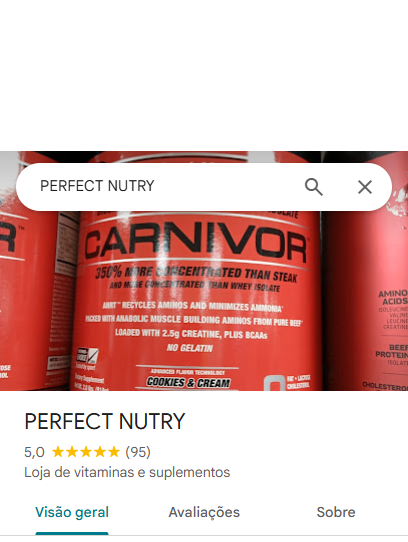 PERFECT NUTRY
CARNIVOR
350% MORE CONCENTRATED THAN STEAK
AND MORE CONCENTRATED THAN WHEY ISOLATE
RECYCLES AMINOS AND MINIMIZES AMMONIA
PACKED WITH ANABOLIC MUSCLE BUILDING AMINOS FROM PURE BEEF
LOADED WITH 2.5g CREATINE, PLUS BCAAs
NO GELATIN
ADVANCED FLAVOR TECHNOLOGY
COOKIES & CREAM
AMINO
BEEF
PROTEIN
CHOLESTEROL
PERFECT NUTRY
5,0 ★★★★★ (95)
Loja de vitaminas e suplementos
Visão geral Avaliações Sobre